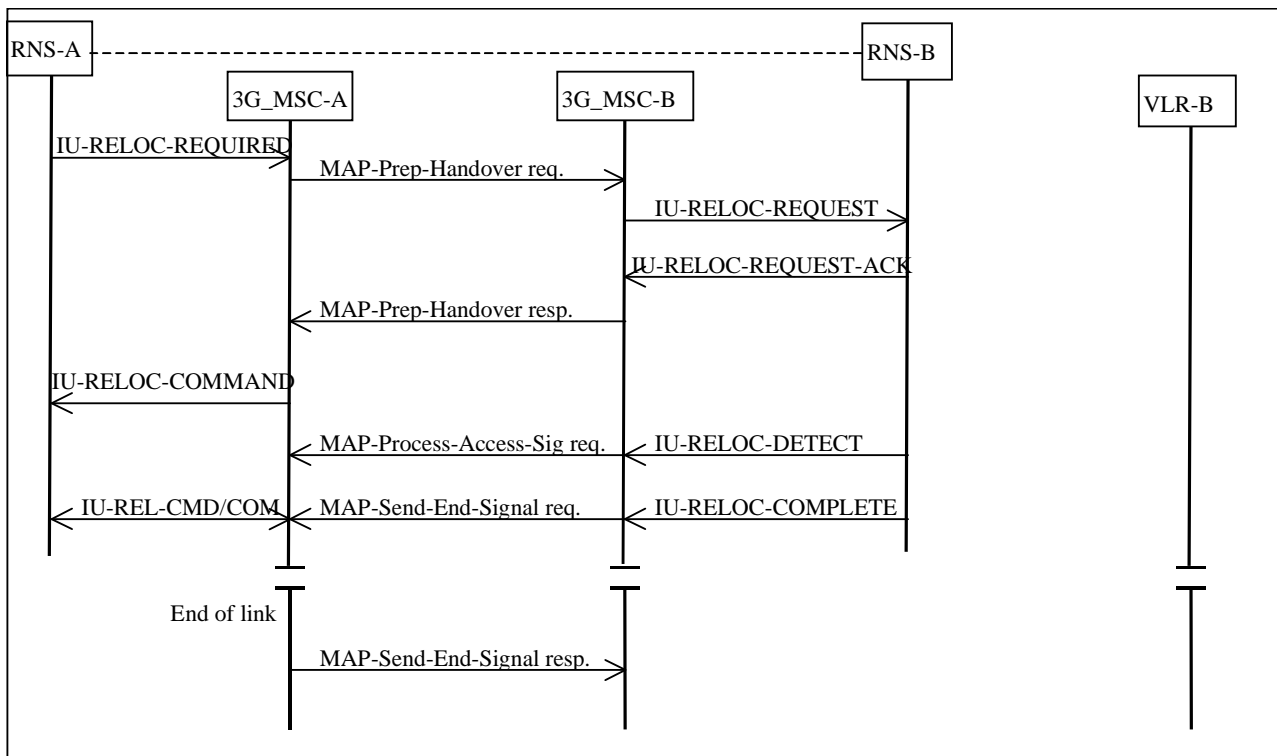 RNS-A
RNS-B
3G_MSC-A
3G_MSC-B
VLR-B
IU-RELOC-REQUIRED
MAP-Prep-Handover req.
IU-RELOC-REQUEST
IU-RELOC-REQUEST-ACK
MAP-Prep-Handover resp.
IU-RELOC-COMMAND
MAP-Process-Access-Sig req.
IU-RELOC-DETECT
IU-REL-CMD/COM
MAP-Send-End-Signal req.
IU-RELOC-COMPLETE
End of link
MAP-Send-End-Signal resp.